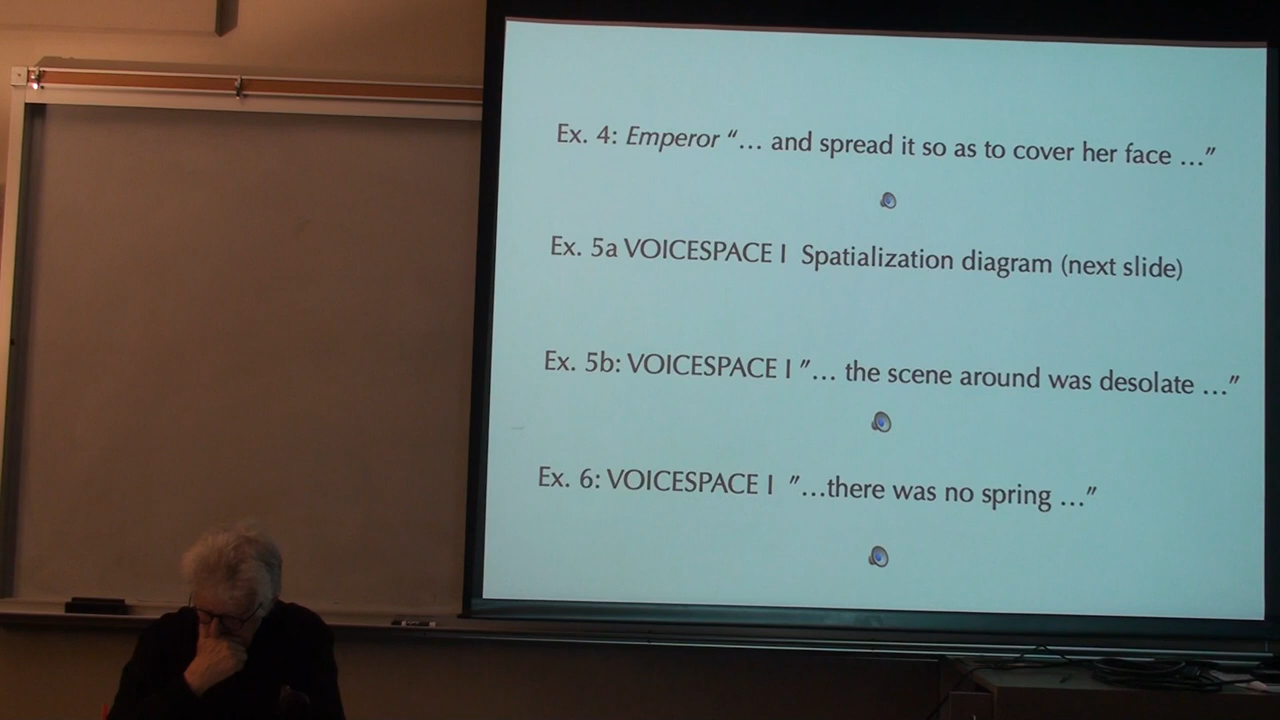 Ex. 4: Emperor “… and spread it so as to cover her face …”
Ex. 5a VOICESPACE I Spatialization diagram (next slide)
Ex. 5b: VOICESPACE I ″… the scene around was desolate …″
Ex. 6: VOICESPACE I ″…there was no spring …″